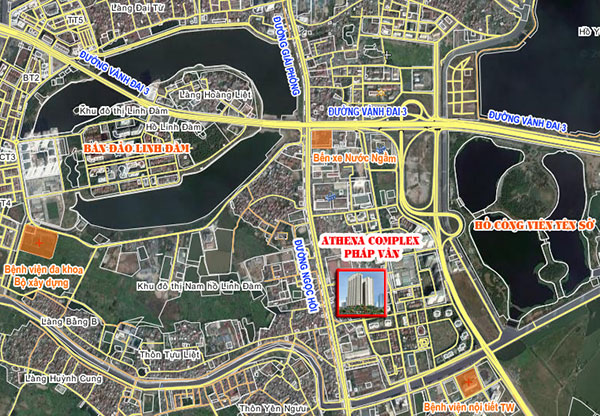 Làng Đại Từ
TT5
ĐƯỜNG VÀNH ĐAI 3
ĐƯỜNG GIẢI PHÓNG
Hồ Y
BT2
Làng Hoàng Liệt
Khu đô thị Linh Đàm
Hồ Linh Đàm
ĐƯỜNG VÀNH ĐAI 3
ĐƯỜNG VÀNH ĐAI 3
BÁN ĐẢO LINH ĐÀM
CT3
Bến xe Nước Ngầm
T4
HỒ CÔNG VIÊN YÊN SỞ
ATHENA COMPLEX
PHÁP VÂN
ĐƯỜNG NGỌC HỒI
Bệnh viện đa khoa
Bộ xây dựng
Khu đô thị Nam hồ Linh Đàm
Làng Bằng B
Thôn Tựu Liệt
Làng Huỳnh Cung
Thôn Yên Ngưu
Bệnh viện nội tiết TW